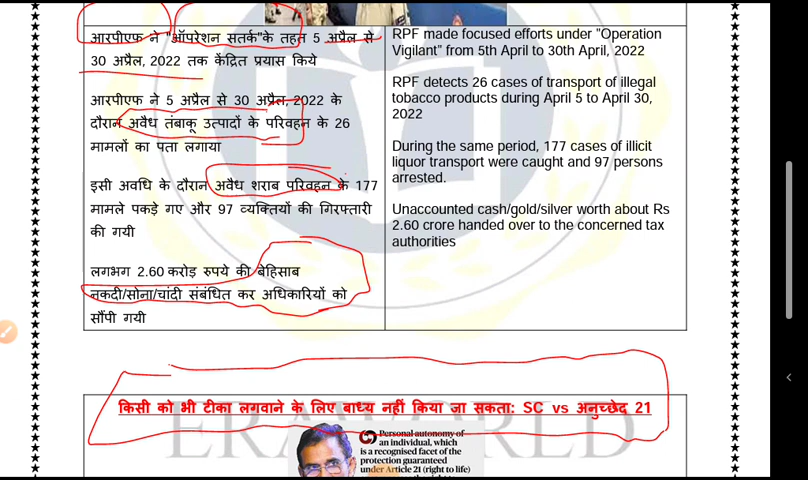 आरपीएफ ने "ऑपरेशन सतर्क"के तहत 5 अप्रैल से
30 अप्रैल, 2022 तक केंद्रित प्रयास किये
आरपीएफ ने 5 अप्रैल से 30 अप्रैल, 2022 के
दौरान अवैध तंबाकू उत्पादों के परिवहन के 26
मामलों का पता लगाया
इसी अवधि के दौरान अवैध शराब परिवहन के 177
मामले पकड़े गए और 97 व्यक्तियों की गिरफ्तारी
की गयी
लगभग 2.60 करोड़ रुपये की बेहिसाब
नकदी/सोना/चांदी संबंधित कर अधिकारियों को
सौंपी गयी
RPF made focused efforts under "Operation
Vigilant" from 5th April to 30th April, 2022
RPF detects 26 cases of transport of illegal
tobacco products during April 5 to April 30,
2022
During the same period, 177 cases of illicit
liquor transport were caught and 97 persons
arrested.
Unaccounted cash/gold/silver worth about Rs
2.60 crore handed over to the concerned tax
authorities
किसी को भी टीका लगवाने के लिए बाध्य नहीं किया जा सकता: SC vs अनुच्छेद 21
Personal autonomy of
an individual, which
is a recognised facet of the
protection guaranteed
under Article 21 (right to life)